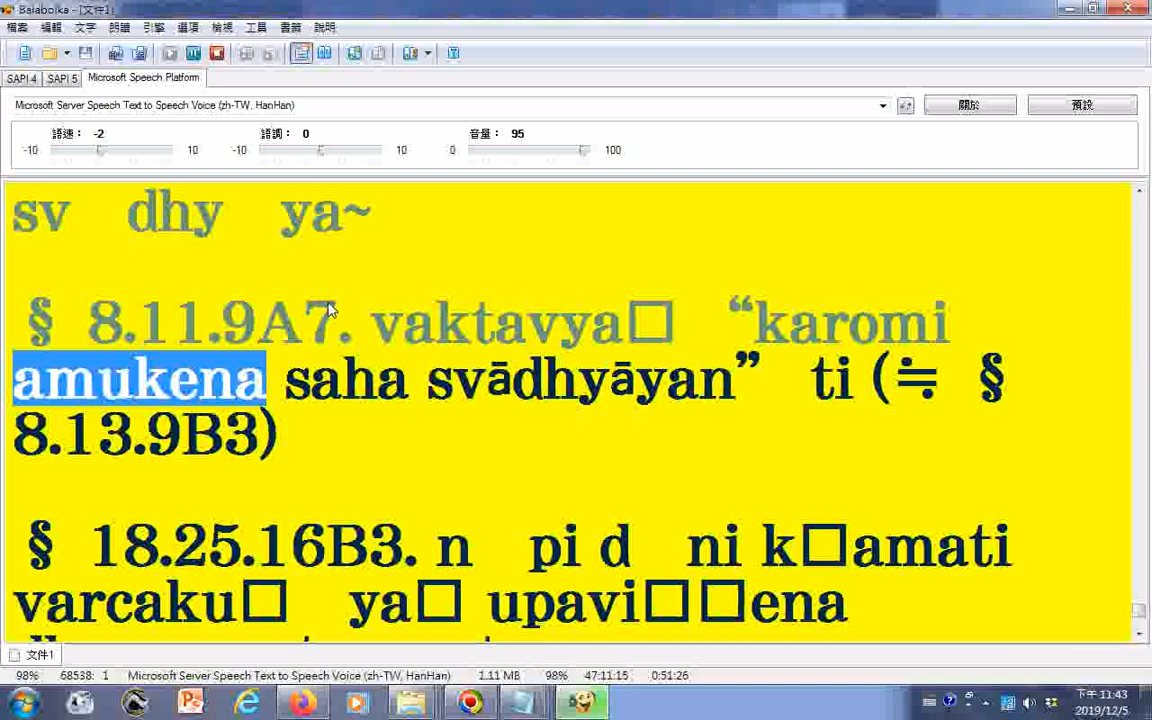 Balabolka - [文件1]
檔案 編輯 文字 朗讀 引擎 選項 檢視 工具 書籤 說明
SAPI 4 SAPI 5 Microsoft Speech Platform
Microsoft Server Speech Text to Speech Voice (zh-TW, HanHan) 關於 預設
語速： -2 語調： 0 音量： 95
-10 10 -10 10 0 100
sv dhy ya~
§ 8.11.9A7. vaktavya□ “karomi
amukena saha svādhyāyan” ti (≒ §
8.13.9B3)
§ 18.25.16B3. n pi d ni k□amati
varcaku□ ya□ upavi□□ena
文件1
98% 68538: 1 Microsoft Server Speech Text to Speech Voice (zh-TW, HanHan) 1.11 MB 98% 47:11:15 0:51:26
下午 11:43
2019/12/5